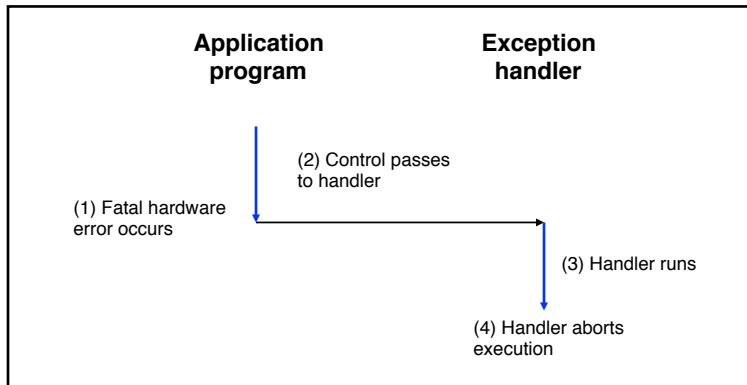 Application
program
Exception
handler
(2) Control passes
to handler
(1) Fatal hardware
error occurs
(3) Handler runs
(4) Handler aborts
execution